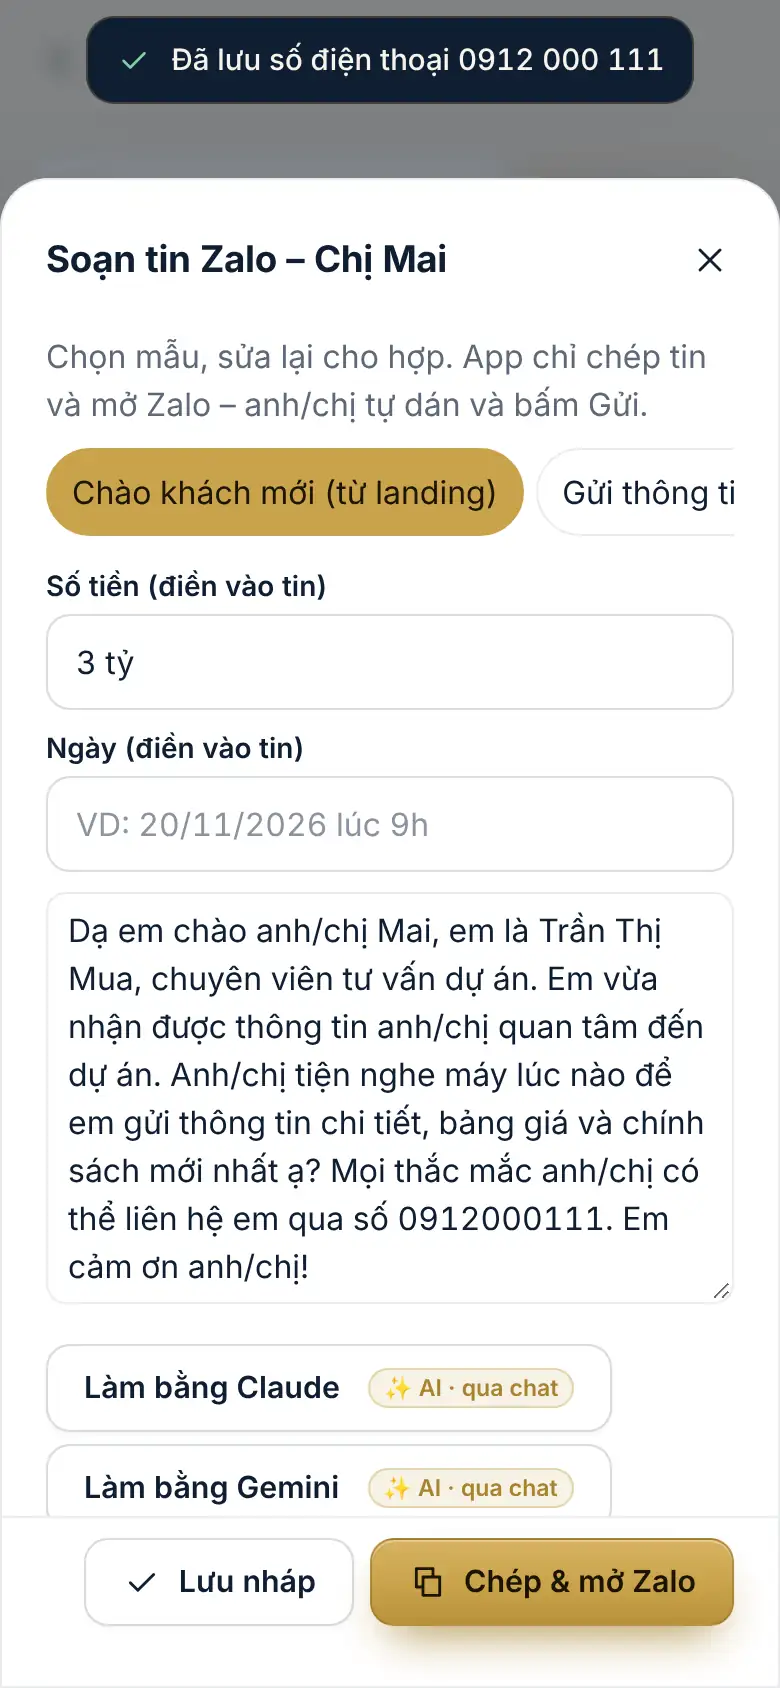 Đã lưu số điện thoại 0912 000 111
Soạn tin Zalo – Chị Mai
Chọn mẫu, sửa lại cho hợp. App chỉ chép tin
và mở Zalo – anh/chị tự dán và bấm Gửi.
Chào khách mới (từ landing)
Gửi thông ti
Số tiền (điền vào tin)
3 tỷ
Ngày (điền vào tin)
VD: 20/11/2026 lúc 9h
Dạ em chào anh/chị Mai, em là Trần Thị
Mua, chuyên viên tư vấn dự án. Em vừa
nhận được thông tin anh/chị quan tâm đến
dự án. Anh/chị tiện nghe máy lúc nào để
em gửi thông tin chi tiết, bảng giá và chính
sách mới nhất ạ? Mọi thắc mắc anh/chị có
thể liên hệ em qua số 0912000111. Em
cảm ơn anh/chị!
Làm bằng Claude ✨ AI · qua chat
Làm bằng Gemini ✨ AI · qua chat
Lưu nháp
Chép & mở Zalo